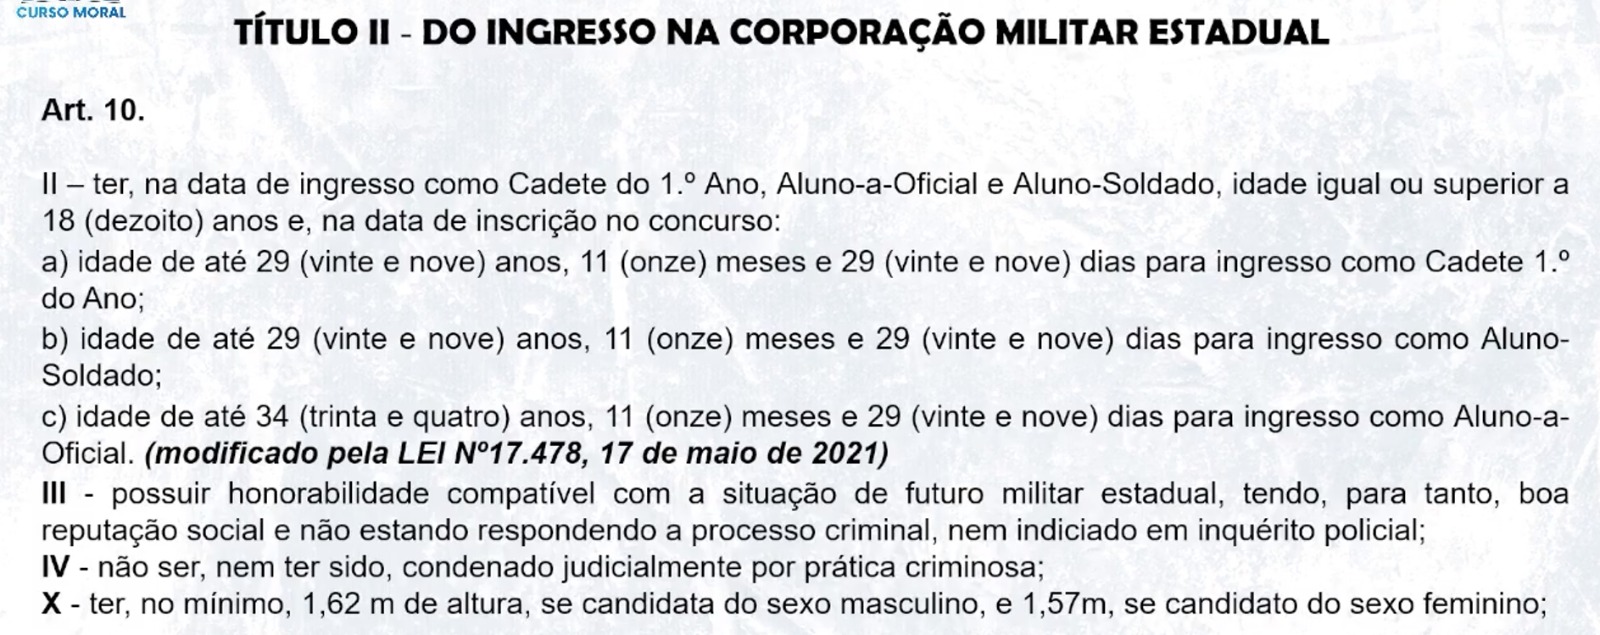 CURSO MORAL
TÍTULO II - DO INGRESSO NA CORPORAÇÃO MILITAR ESTADUAL
Art. 10.
II – ter, na data de ingresso como Cadete do 1.º Ano, Aluno-a-Oficial e Aluno-Soldado, idade igual ou superior a
18 (dezoito) anos e, na data de inscrição no concurso:
a) idade de até 29 (vinte e nove) anos, 11 (onze) meses e 29 (vinte e nove) dias para ingresso como Cadete 1.º
do Ano;
b) idade de até 29 (vinte e nove) anos, 11 (onze) meses e 29 (vinte e nove) dias para ingresso como Aluno-
Soldado;
c) idade de até 34 (trinta e quatro) anos, 11 (onze) meses e 29 (vinte e nove) dias para ingresso como Aluno-a-
Oficial. (modificado pela LEI Nº17.478, 17 de maio de 2021)
III - possuir honorabilidade compatível com a situação de futuro militar estadual, tendo, para tanto, boa
reputação social e não estando respondendo a processo criminal, nem indiciado em inquérito policial;
IV - não ser, nem ter sido, condenado judicialmente por prática criminosa;
X - ter, no mínimo, 1,62 m de altura, se candidata do sexo masculino, e 1,57m, se candidato do sexo feminino;